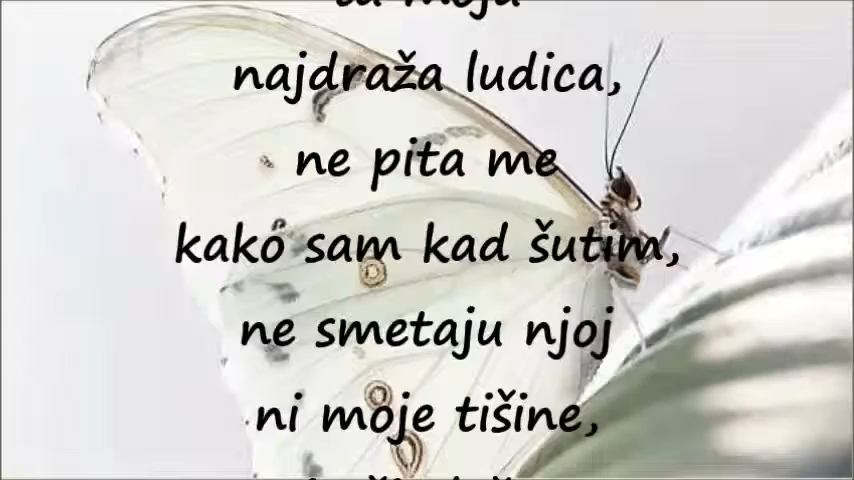 najdraža ludica,
ne pita me
kako sam kad šutim,
ne smetaju njoj
ni moje tišine,